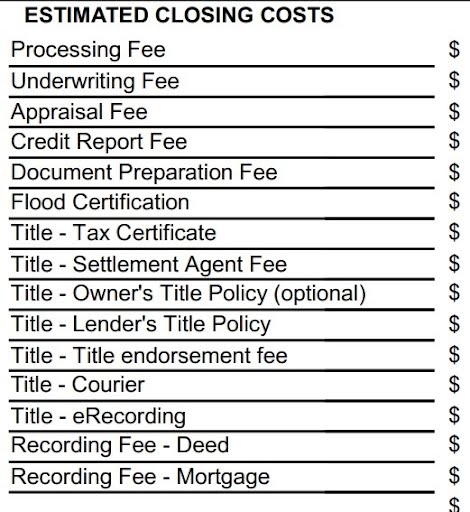 ESTIMATED CLOSING COSTS
Processing Fee $
Underwriting Fee $
Appraisal Fee $
Credit Report Fee $
Document Preparation Fee $
Flood Certification $
Title - Tax Certificate $
Title - Settlement Agent Fee $
Title - Owner's Title Policy (optional) $
Title - Lender's Title Policy $
Title - Title endorsement fee $
Title - Courier $
Title - eRecording $
Recording Fee - Deed $
Recording Fee - Mortgage $
$